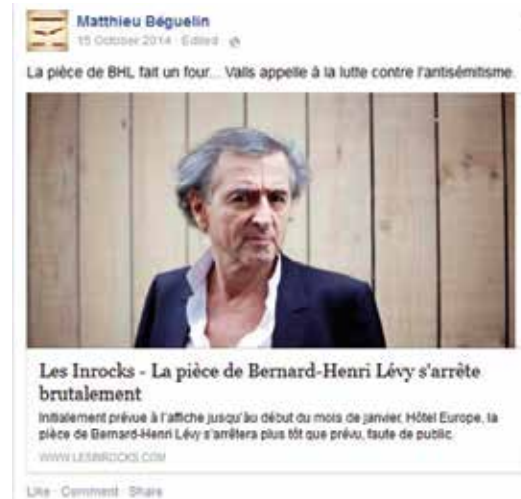 Matthieu Béguelin
15 October 2014 · Edited
La pièce de BHL fait un four... Valls appelle à la lutte contre l'antisémitisme.
Les Inrocks - La pièce de Bernard-Henri Lévy s'arrête
brutalement
Initialement prévue à l'affiche jusqu'au début du mois de janvier, Hôtel Europe, la
pièce de Bernard-Henri Lévy s'arrêtera plus tôt que prévu, faute de public.
WWW.LESINROCKS.COM
Like · Comment · Share